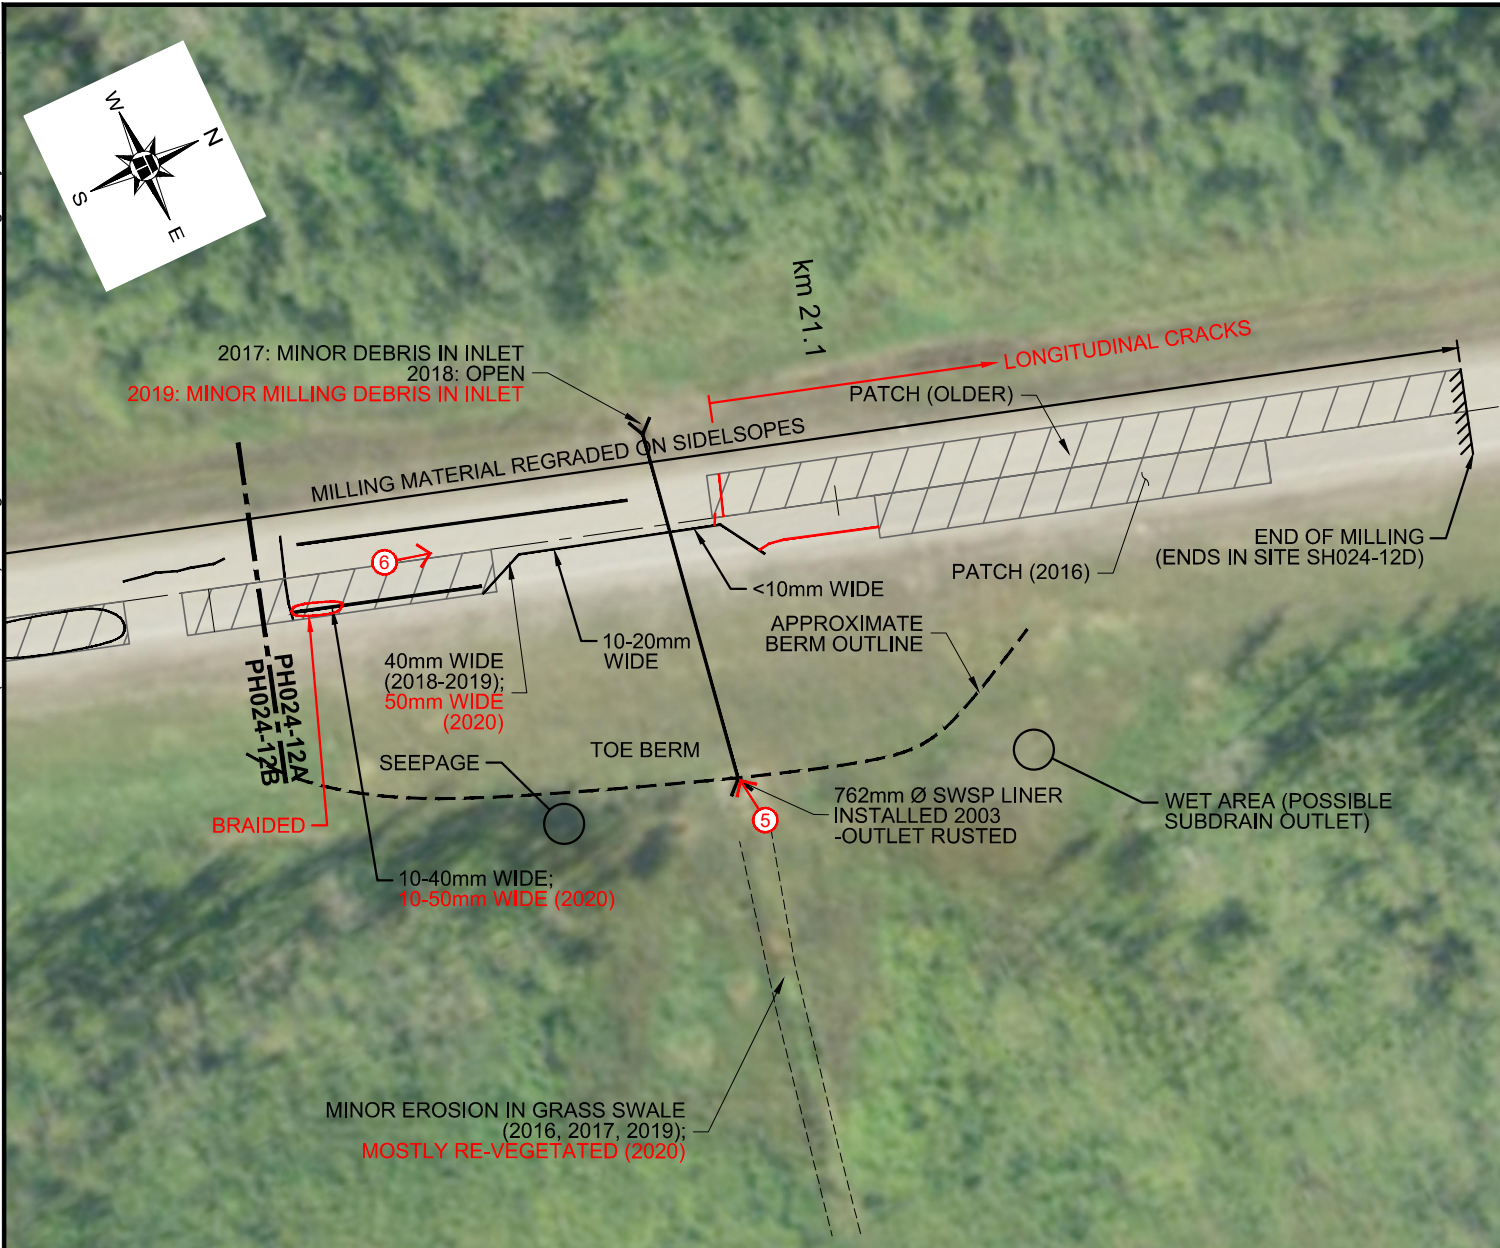 W
N
S
E
km 21.1
2017: MINOR DEBRIS IN INLET
2018: OPEN
2019: MINOR MILLING DEBRIS IN INLET
LONGITUDINAL CRACKS
PATCH (OLDER)
MILLING MATERIAL REGRADED ON SIDELSOPES
6
END OF MILLING
(ENDS IN SITE SH024-12D)
PATCH (2016)
<10mm WIDE
10-20mm
WIDE
APPROXIMATE
BERM OUTLINE
40mm WIDE
(2018-2019);
50mm WIDE
(2020)
PH024-12A
PH024-12B
TOE BERM
SEEPAGE
762mm Ø SWSP LINER
INSTALLED 2003
-OUTLET RUSTED
WET AREA (POSSIBLE
SUBDRAIN OUTLET)
5
BRAIDED
10-40mm WIDE;
10-50mm WIDE (2020)
MINOR EROSION IN GRASS SWALE
(2016, 2017, 2019);
MOSTLY RE-VEGETATED (2020)